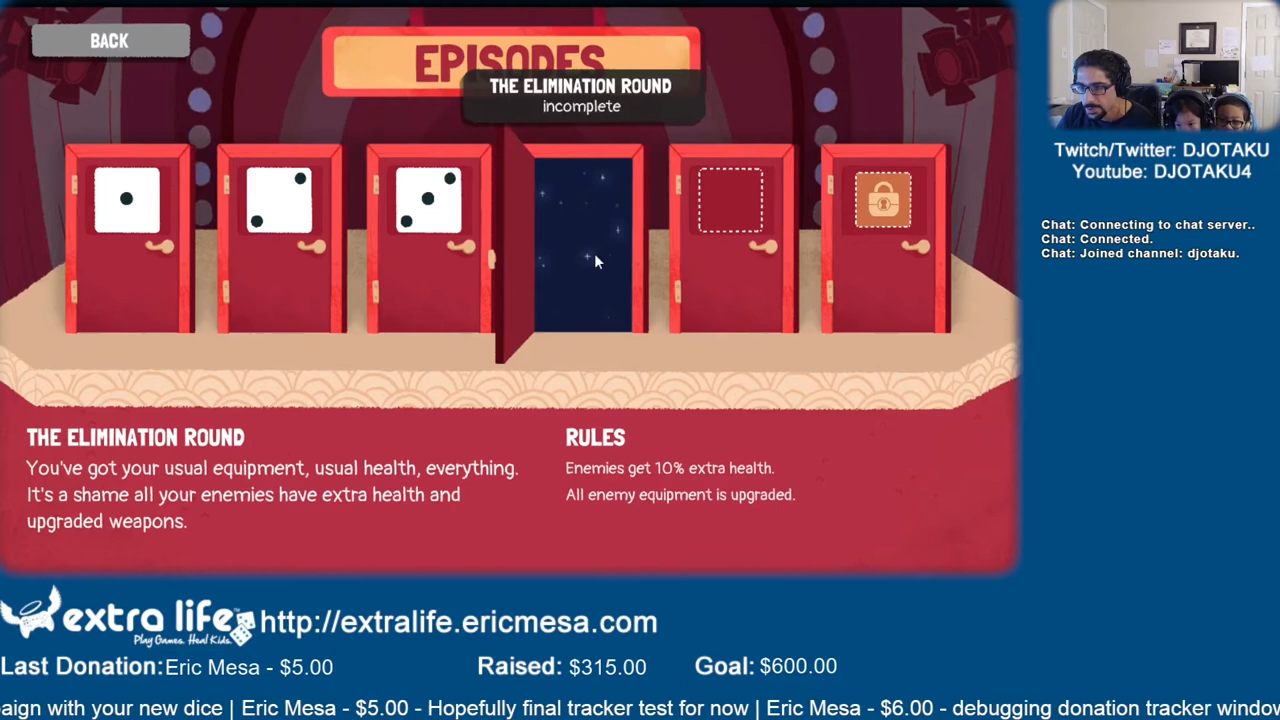 BACK
EPISODES
THE ELIMINATION ROUND
incomplete
THE ELIMINATION ROUND
You've got your usual equipment, usual health, everything.
It's a shame all your enemies have extra health and
upgraded weapons.
RULES
Enemies get 10% extra health.
All enemy equipment is upgraded.
Twitch/Twitter: DJOTAKU
Youtube: DJOTAKU4
Chat: Connecting to chat server..
Chat: Connected.
Chat: Joined channel: djotaku.
extra life
Play Games. Heal Kids.
http://extralife.ericmesa.com
Last Donation: Eric Mesa - $5.00
Raised: $315.00
Goal: $600.00
paign with your new dice | Eric Mesa - $5.00 - Hopefully final tracker test for now | Eric Mesa - $6.00 - debugging donation tracker window